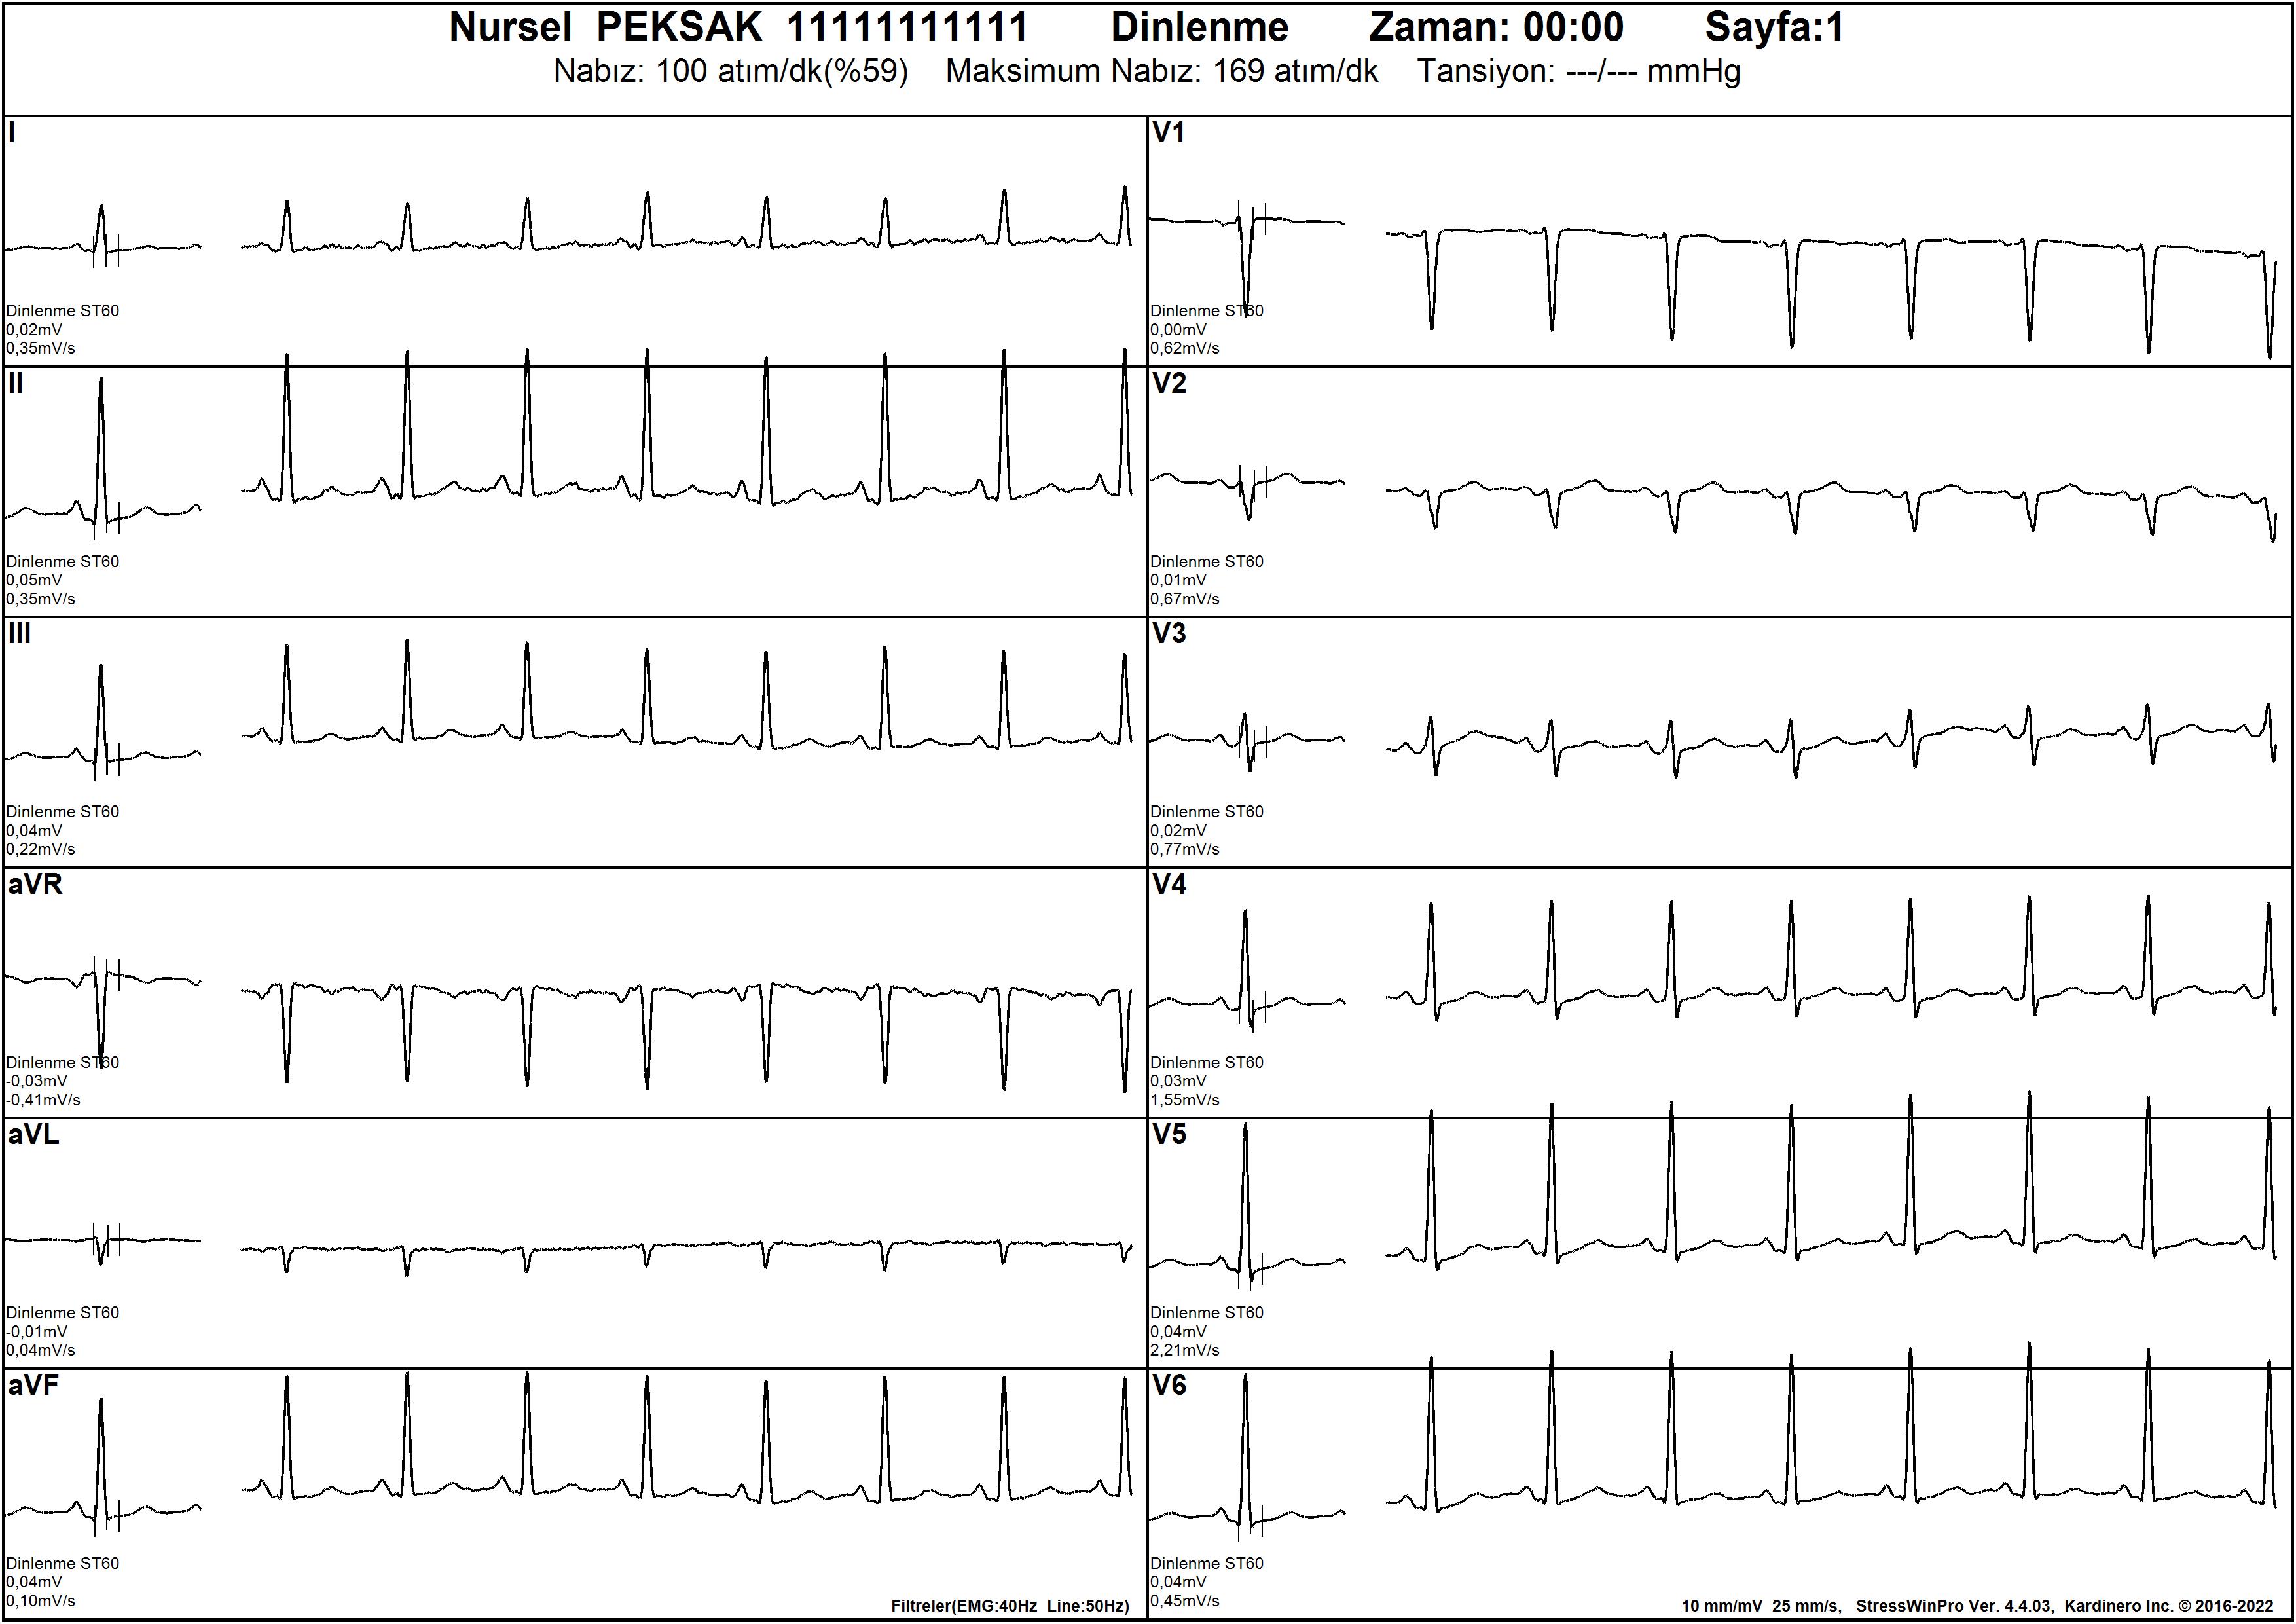 Nursel PEKSAK 11111111111 Dinlenme Zaman: 00:00 Sayfa:1
Nabız: 100 atım/dk(%59) Maksimum Nabız: 169 atım/dk Tansiyon: ---/--- mmHg
I
Dinlenme ST60
0,02mV
0,35mV/s
II
Dinlenme ST60
0,05mV
0,35mV/s
III
Dinlenme ST60
0,04mV
0,22mV/s
aVR
Dinlenme ST60
-0,03mV
-0,41mV/s
aVL
Dinlenme ST60
-0,01mV
0,04mV/s
aVF
Dinlenme ST60
0,04mV
0,10mV/s
Filtreler(EMG:40Hz Line:50Hz)
V1
Dinlenme ST60
0,00mV
0,62mV/s
V2
Dinlenme ST60
0,01mV
0,67mV/s
V3
Dinlenme ST60
0,02mV
0,77mV/s
V4
Dinlenme ST60
0,03mV
1,55mV/s
V5
Dinlenme ST60
0,04mV
2,21mV/s
V6
Dinlenme ST60
0,04mV
0,45mV/s
10 mm/mV 25 mm/s, StressWinPro Ver. 4.4.03, Kardinero Inc. © 2016-2022